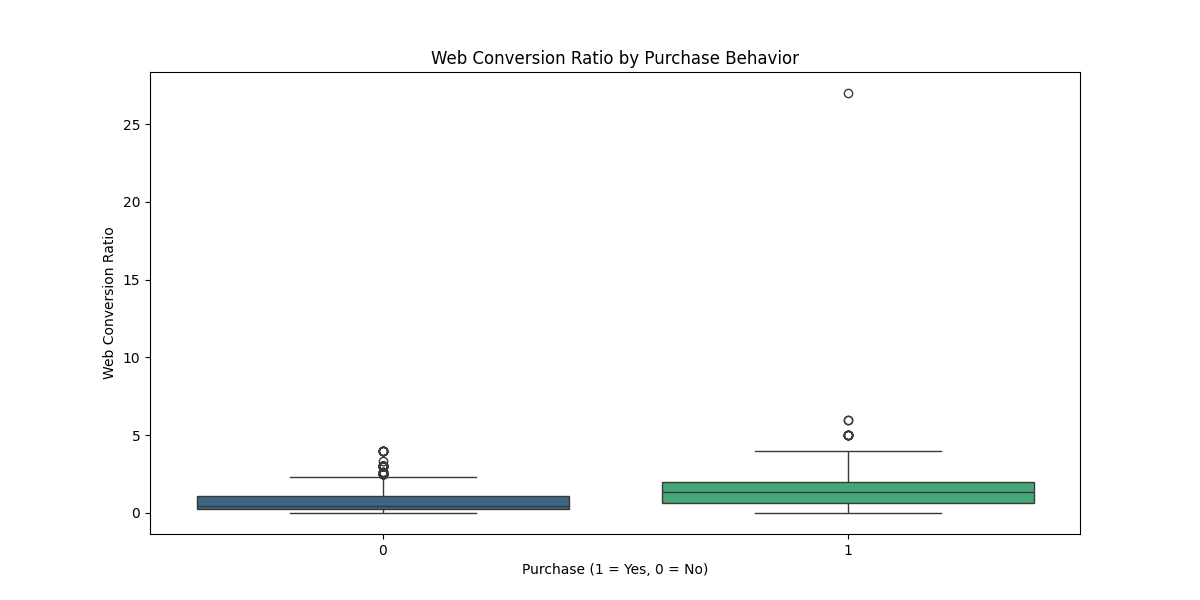 Web Conversion Ratio by Purchase Behavior
25
20
15
10
5
0
Web Conversion Ratio
0 1
Purchase (1 = Yes, 0 = No)